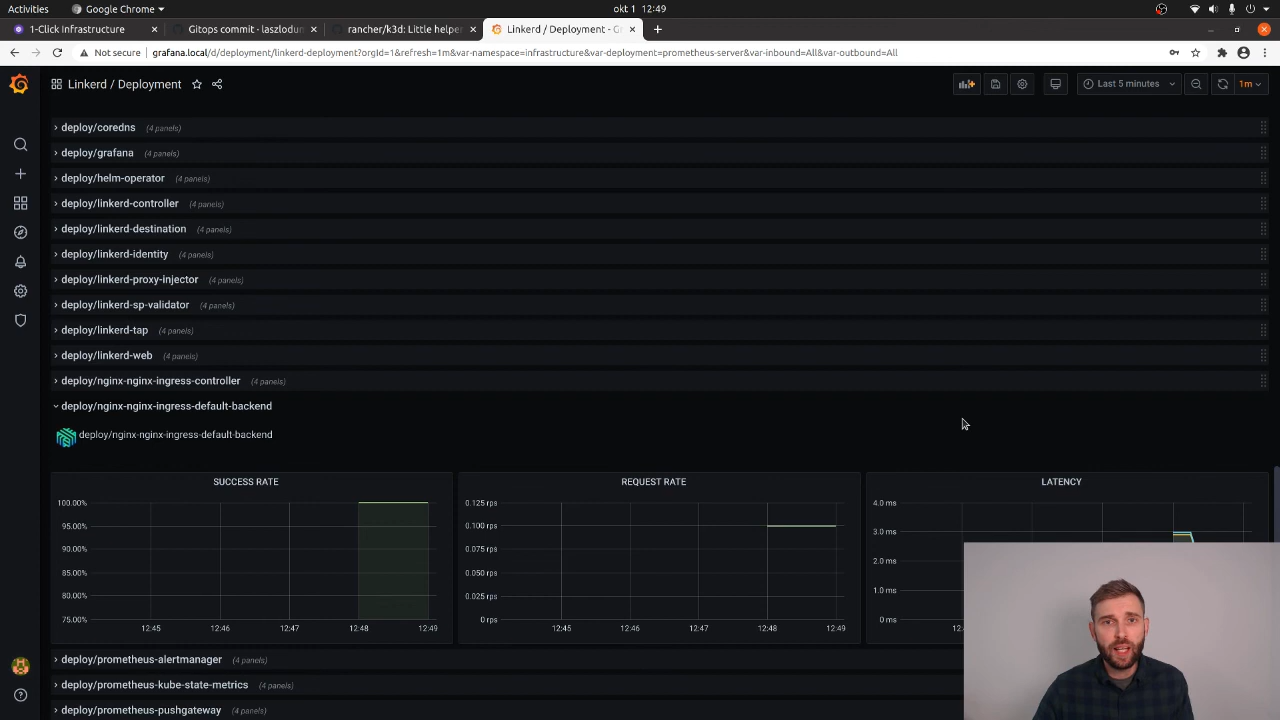 Activities
Google Chrome
okt 1 12:49
1-Click Infrastructure
Gitops commit - laszlodum
rancher/k3d: Little helpe
Linkerd / Deployment - G
Not secure
grafana.local/d/deployment/linkerd-deployment?orgId=1&refresh=1m&var-namespace=infrastructure&var-deployment=prometheus-server&var-inbound=All&var-outbound=All
Linkerd / Deployment
Last 5 minutes
1m
deploy/coredns (4 panels)
deploy/grafana (4 panels)
deploy/helm-operator (4 panels)
deploy/linkerd-controller (4 panels)
deploy/linkerd-destination (4 panels)
deploy/linkerd-identity (4 panels)
deploy/linkerd-proxy-injector (4 panels)
deploy/linkerd-sp-validator (4 panels)
deploy/linkerd-tap (4 panels)
deploy/linkerd-web (4 panels)
deploy/nginx-nginx-ingress-controller (4 panels)
deploy/nginx-nginx-ingress-default-backend
deploy/nginx-nginx-ingress-default-backend
SUCCESS RATE
100.00%
95.00%
90.00%
85.00%
80.00%
75.00%
12:45 12:46 12:47 12:48 12:49
REQUEST RATE
0.125 rps
0.100 rps
0.075 rps
0.050 rps
0.025 rps
0 rps
12:45 12:46 12:47 12:48 12:49
LATENCY
4.0 ms
3.0 ms
2.0 ms
1.0 ms
0 ms
12:
deploy/prometheus-alertmanager (4 panels)
deploy/prometheus-kube-state-metrics (4 panels)
deploy/prometheus-pushgateway (4 panels)